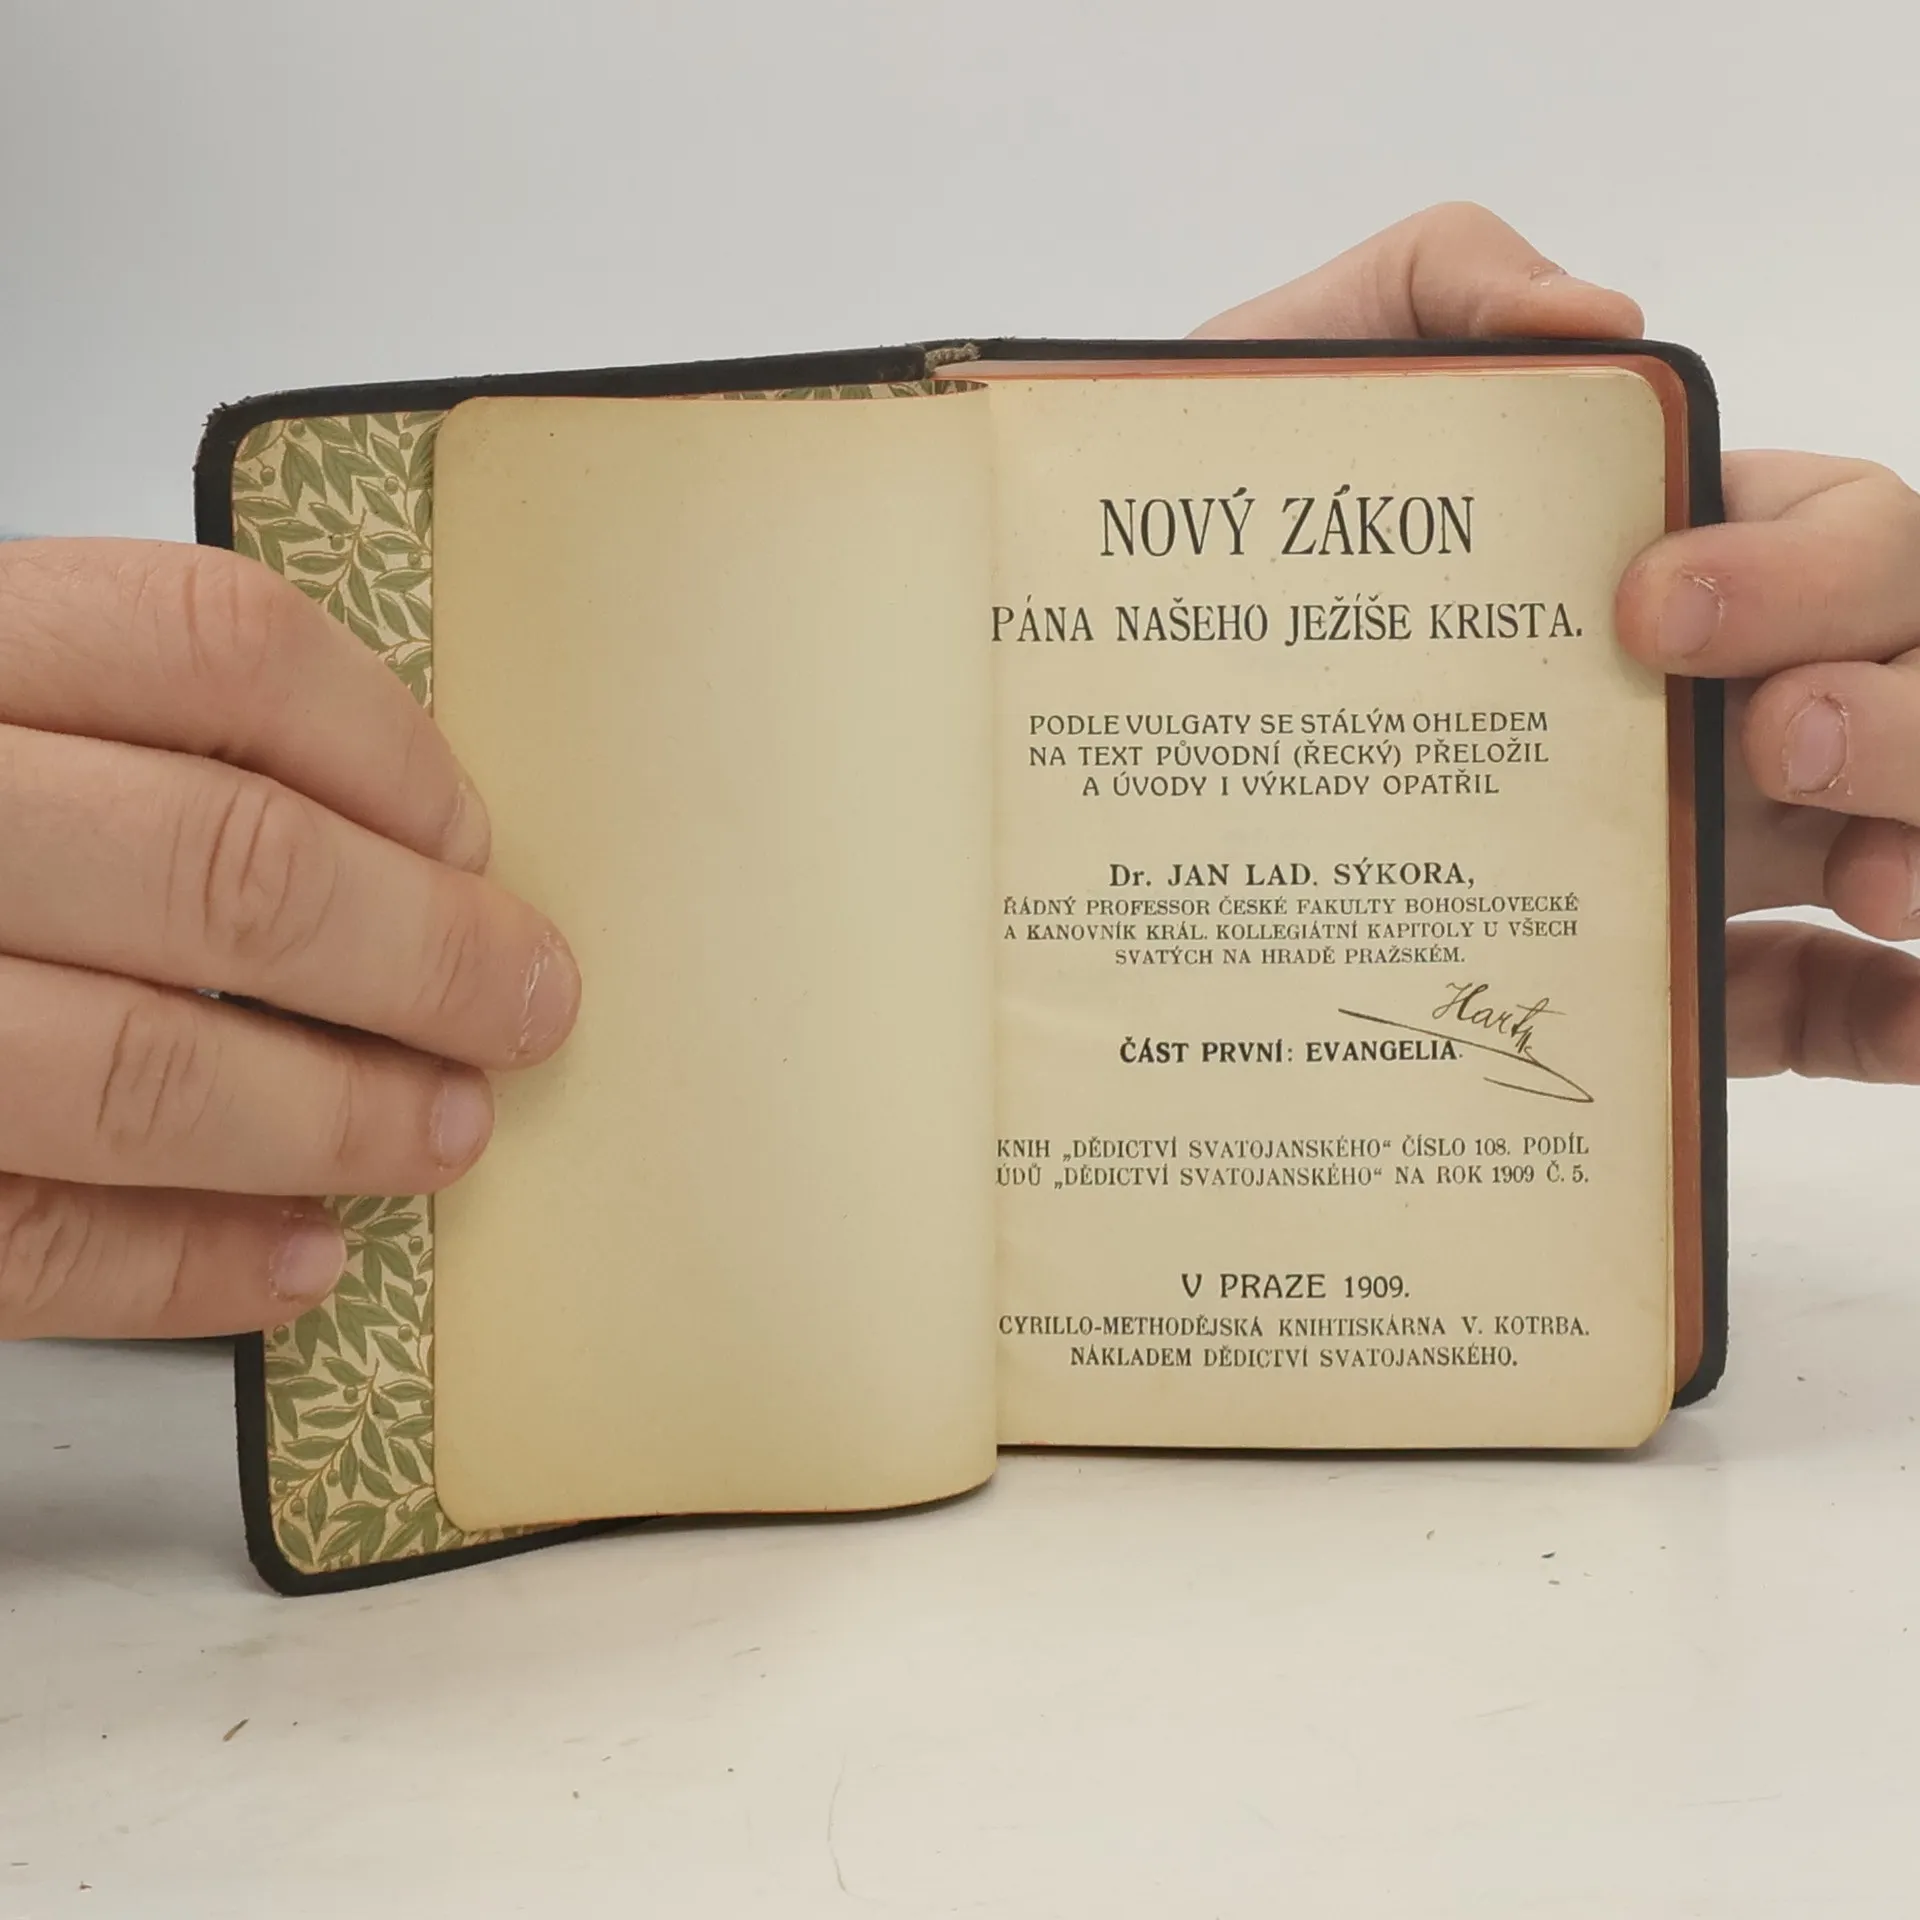 NOVÝ ZÁKON
PÁNA NAŠEHO JEŽÍŠE KRISTA.
PODLE VULGATY SE STÁLÝM OHLEDEM
NA TEXT PŮVODNÍ (ŘECKÝ) PŘELOŽIL
A ÚVODY I VÝKLADY OPATŘIL
Dr. JAN LAD. SÝKORA,
ŘÁDNÝ PROFESSOR ČESKÉ FAKULTY BOHOSLOVECKÉ
A KANOVNÍK KRÁL. KOLLEGIÁTNÍ KAPITOLY U VŠECH
SVATÝCH NA HRADĚ PRAŽSKÉM.
ČÁST PRVNÍ: EVANGELIA.
KNIH „DĚDICTVÍ SVATOJANSKÉHO“ ČÍSLO 108. PODÍL
ÚDŮ „DĚDICTVÍ SVATOJANSKÉHO“ NA ROK 1909 Č. 5.
V PRAZE 1909.
CYRILLO-METHODĚJSKÁ KNIHTISKÁRNA V. KOTRBA.
NÁKLADEM DĚDICTVÍ SVATOJANSKÉHO.